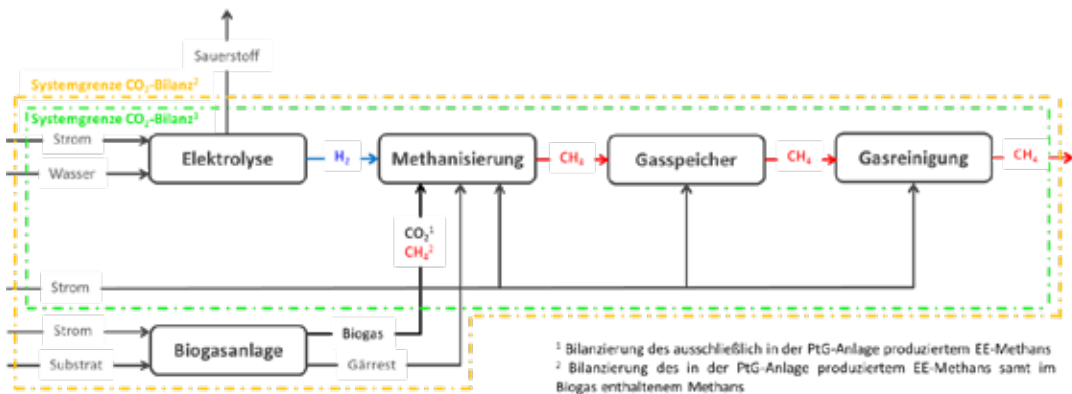 Sauerstoff
Systemgrenze CO₂-Bilanz²
Systemgrenze CO₂-Bilanz¹
Strom
Wasser
Elektrolyse
H₂
Methanisierung
CH₄
Gasspeicher
CH₄
Gasreinigung
CH₄
CO₂¹
CH₄²
Strom
Strom
Substrat
Biogasanlage
Biogas
Gärrest
¹ Bilanzierung des ausschließlich in der PtG-Anlage produziertem EE-Methans
² Bilanzierung des in der PtG-Anlage produziertem EE-Methans samt im
Biogas enthaltenem Methans